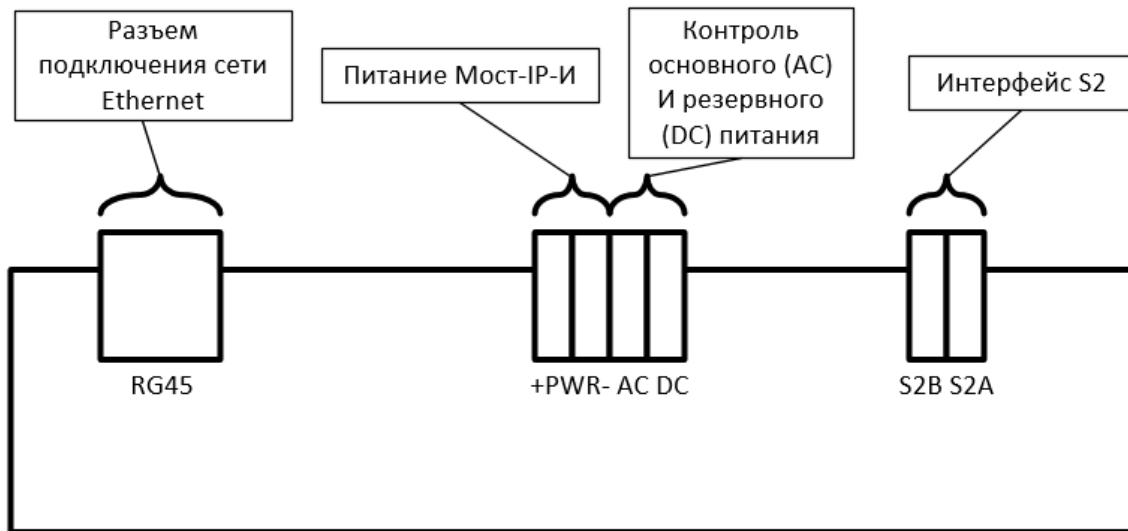 Разъем
подключения сети
Ethernet
Питание Мост-IP-И
Контроль
основного (AC)
И резервного
(DC) питания
Интерфейс S2
RG45
+PWR- AC DC
S2B S2A